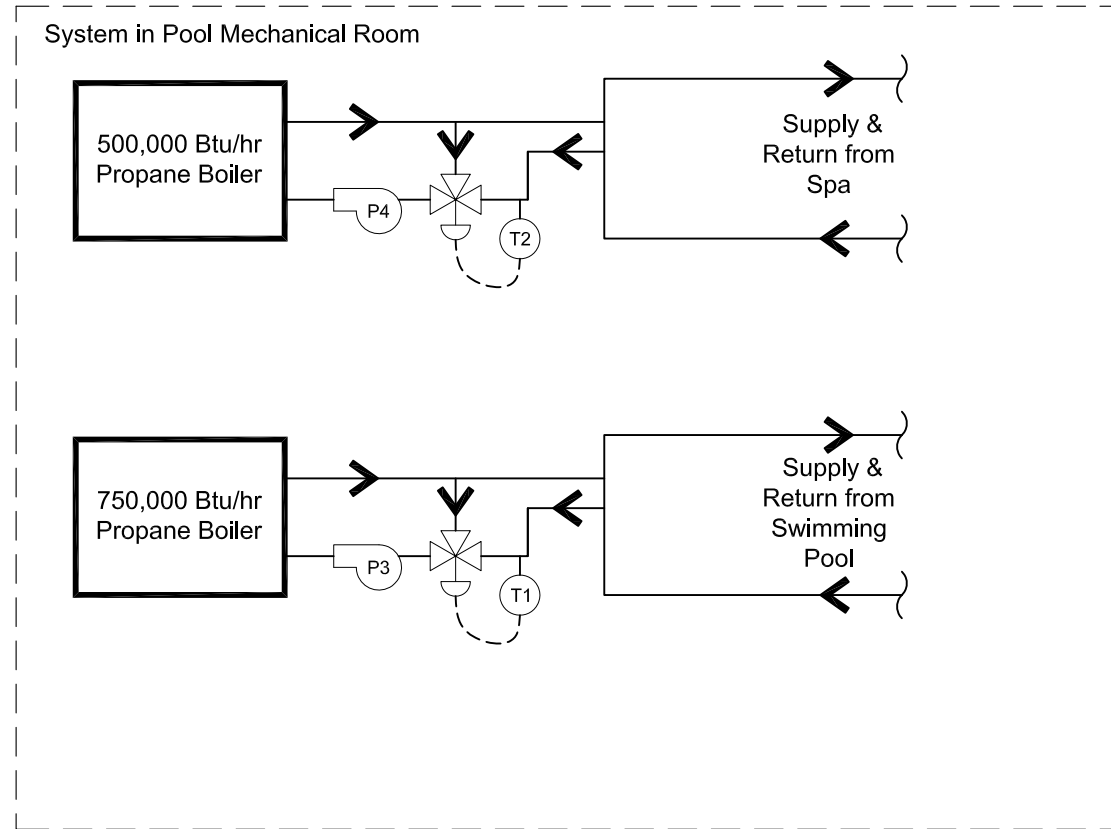 System in Pool Mechanical Room
500,000 Btu/hr
Propane Boiler
P4
T2
Supply &
Return from
Spa
750,000 Btu/hr
Propane Boiler
P3
T1
Supply &
Return from
Swimming
Pool